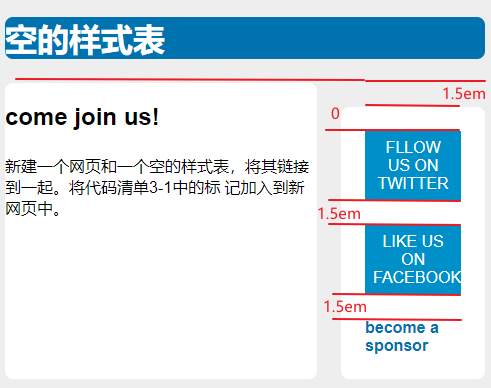 空的样式表
1.5em
come join us!
0
新建一个网页和一个空的样式表，将其链接
到一起。将代码清单3-1中的标 记加入到新
网页中。
FLLOW
US ON
TWITTER
1.5em
LIKE US
ON
FACEBOOK
1.5em
become a
sponsor